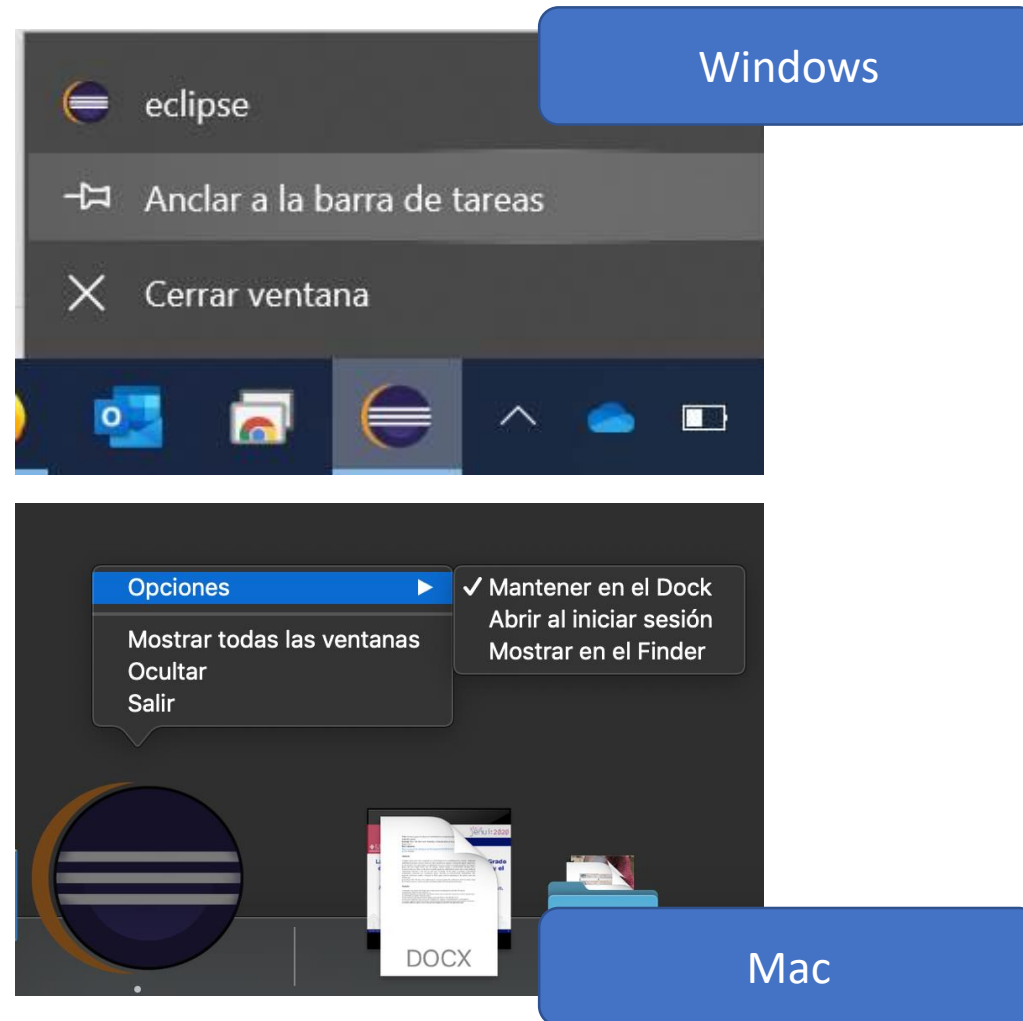 Windows
eclipse
Anclar a la barra de tareas
Cerrar ventana
Opciones
Mantener en el Dock
Abrir al iniciar sesión
Mostrar en el Finder
Mostrar todas las ventanas
Ocultar
Salir
DOCX
Mac